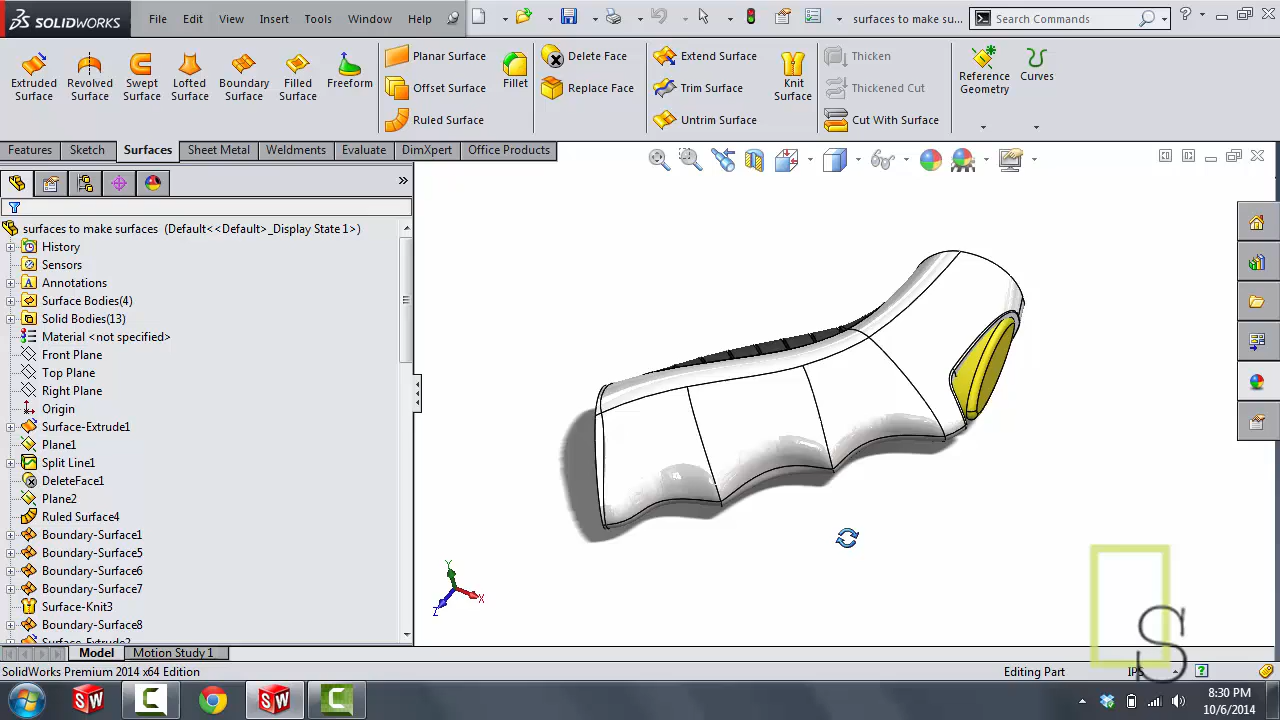 SOLIDWORKS
File Edit View Insert Tools Window Help
surfaces to make su...
Search Commands
Extruded Surface
Revolved Surface
Swept Surface
Lofted Surface
Boundary Surface
Filled Surface
Freeform
Planar Surface
Offset Surface
Ruled Surface
Fillet
Delete Face
Replace Face
Extend Surface
Trim Surface
Untrim Surface
Knit Surface
Thicken
Thickened Cut
Cut With Surface
Reference Geometry
Curves
Features Sketch Surfaces Sheet Metal Weldments Evaluate DimXpert Office Products
surfaces to make surfaces (Default<<Default>_Display State 1>)
History
Sensors
Annotations
Surface Bodies(4)
Solid Bodies(13)
Material <not specified>
Front Plane
Top Plane
Right Plane
Origin
Surface-Extrude1
Plane1
Split Line1
DeleteFace1
Plane2
Ruled Surface4
Boundary-Surface1
Boundary-Surface5
Boundary-Surface6
Boundary-Surface7
Surface-Knit3
Boundary-Surface8
Surface-Extrude2
Y
X
Z
S
Model Motion Study 1
SolidWorks Premium 2014 x64 Edition
Editing Part
IPS
8:30 PM
10/6/2014